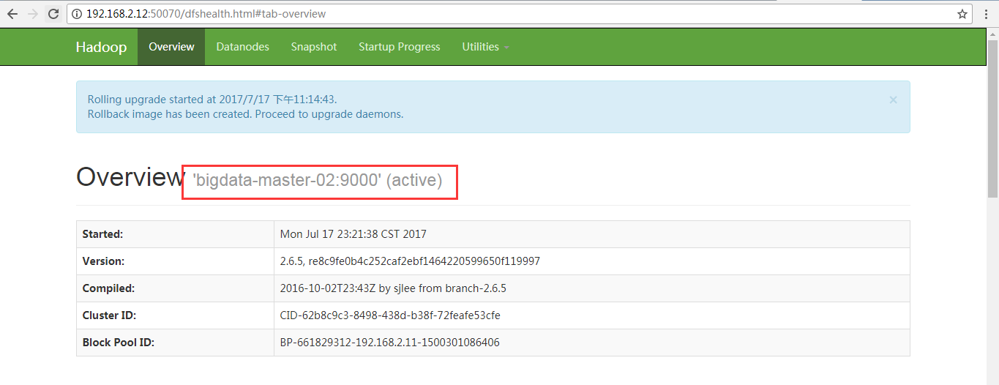 192.168.2.12:50070/dfshealth.html#tab-overview
Hadoop Overview Datanodes Snapshot Startup Progress Utilities
Rolling upgrade started at 2017/7/17 下午11:14:43.
Rollback image has been created. Proceed to upgrade daemons.
×
Overview 'bigdata-master-02:9000' (active)
Started: Mon Jul 17 23:21:38 CST 2017
Version: 2.6.5, re8c9fe0b4c252caf2ebf1464220599650f119997
Compiled: 2016-10-02T23:43Z by sjlee from branch-2.6.5
Cluster ID: CID-62b8c9c3-8498-438d-b38f-72feafe53cfe
Block Pool ID: BP-661829312-192.168.2.11-1500301086406